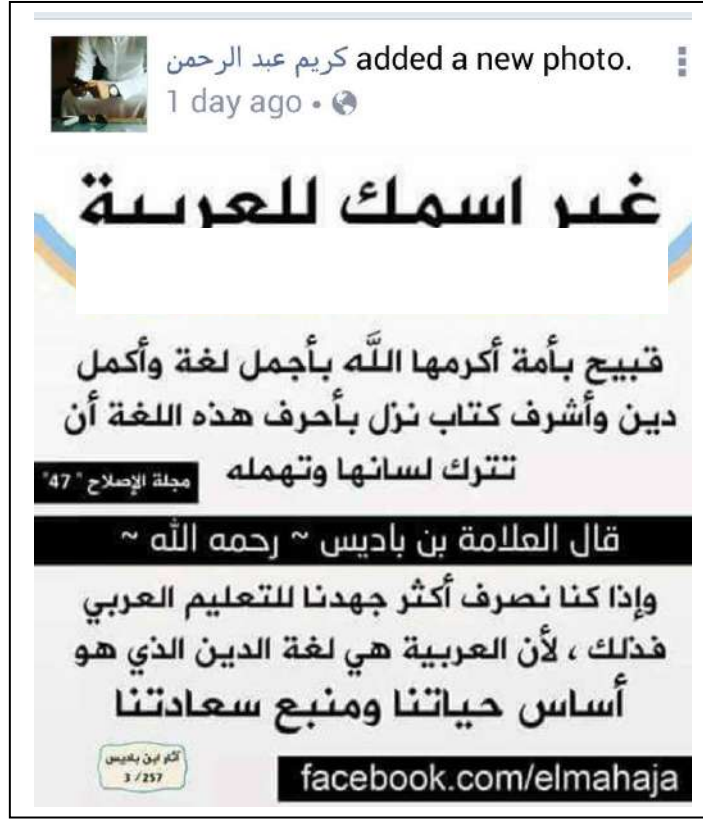 كريم عبد الرحمن added a new photo.
1 day ago •
غير اسمك للعربية
قبيح بأمة أكرمها اللَّه بأجمل لغة وأكمل
دين وأشرف كتاب نزل بأحرف هذه اللغة أن
تترك لسانها وتهمله
مجلة الإصلاح " 47"
قال العلامة بن باديس ~ رحمه الله ~
وإذا كنا نصرف أكثر جهدنا للتعليم العربي
فذلك ، لأن العربية هي لغة الدين الذي هو
أساس حياتنا ومنبع سعادتنا
آثار ابن باديس
3 /257
facebook.com/elmahaja